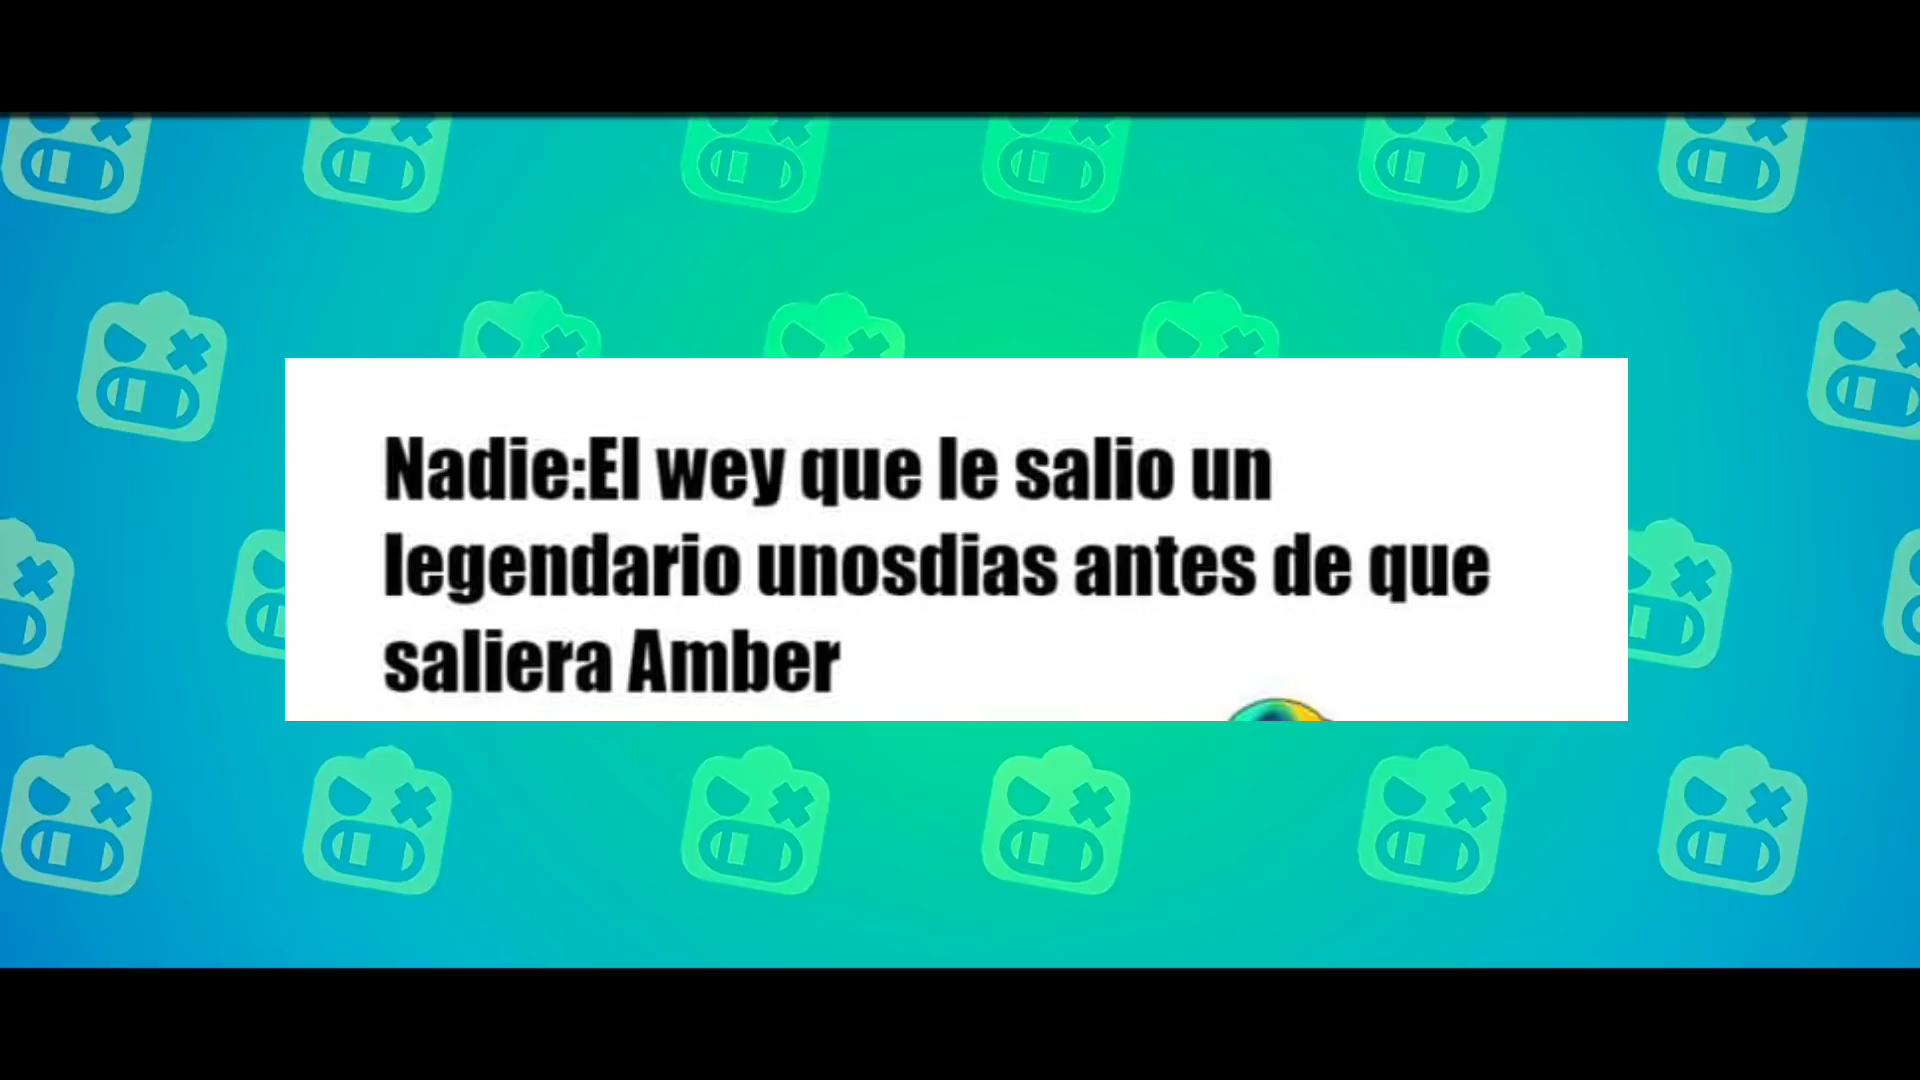 Nadie:El wey que le salio un
legendario unosdias antes de que
saliera Amber